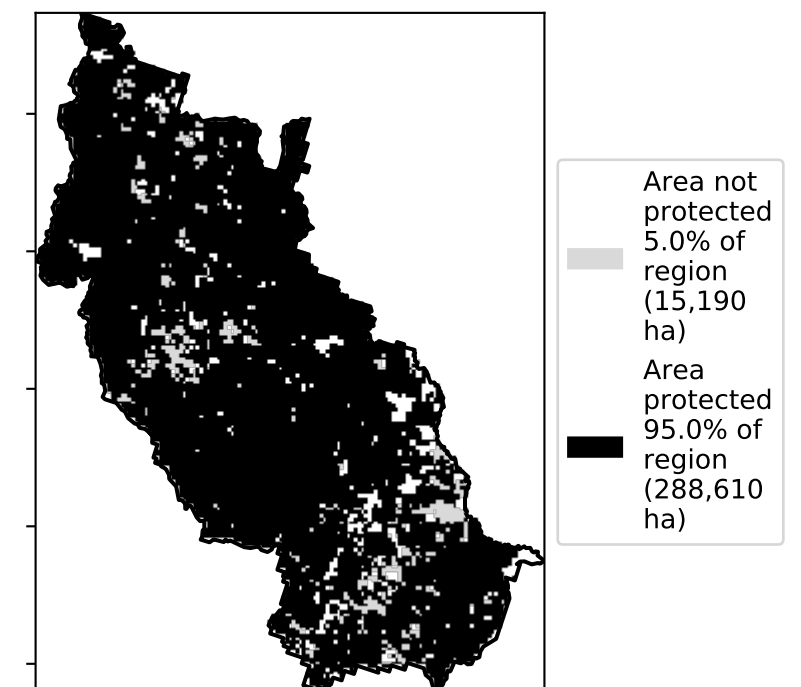 Area not
protected
5.0% of
region
(15,190
ha)
Area
protected
95.0% of
region
(288,610
ha)